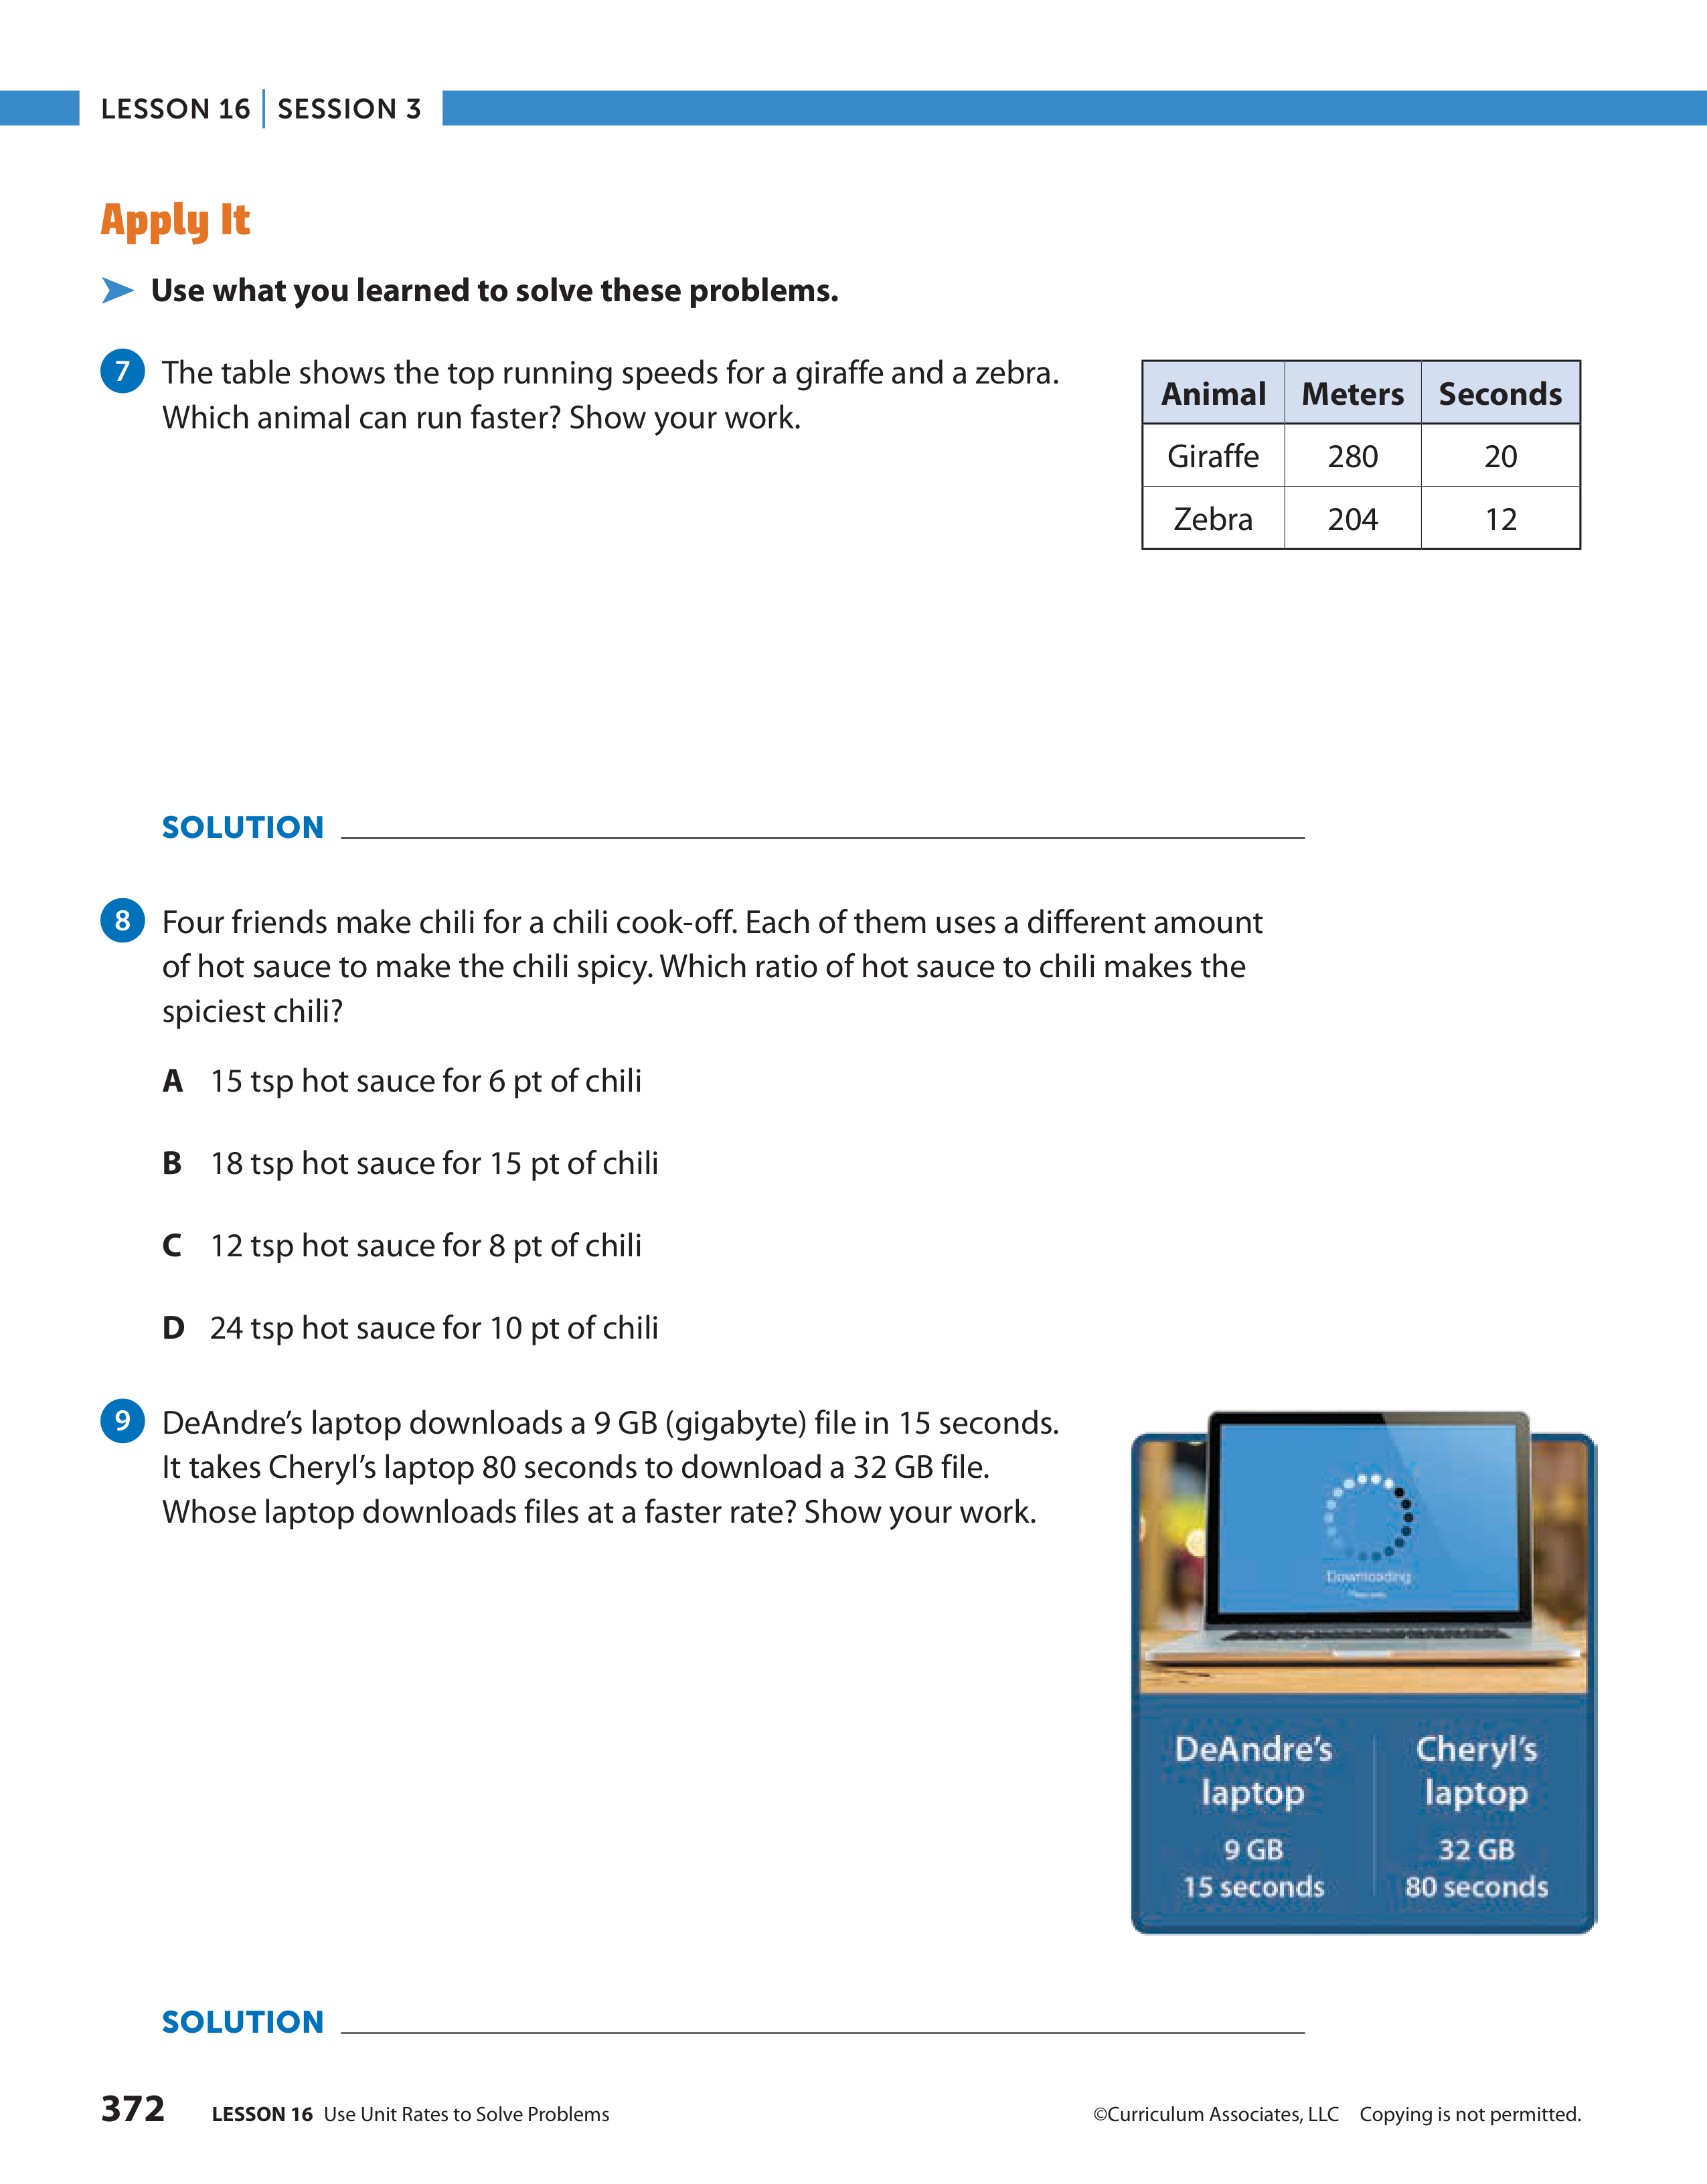 LESSON 16 | SESSION 3
Apply It
Use what you learned to solve these problems.
7 The table shows the top running speeds for a giraffe and a zebra.
Which animal can run faster? Show your work.
Animal Meters Seconds
Giraffe 280 20
Zebra 204 12
SOLUTION
8 Four friends make chili for a chili cook-off. Each of them uses a different amount
of hot sauce to make the chili spicy. Which ratio of hot sauce to chili makes the
spiciest chili?
A 15 tsp hot sauce for 6 pt of chili
B 18 tsp hot sauce for 15 pt of chili
C 12 tsp hot sauce for 8 pt of chili
D 24 tsp hot sauce for 10 pt of chili
9 DeAndre’s laptop downloads a 9 GB (gigabyte) file in 15 seconds.
It takes Cheryl’s laptop 80 seconds to download a 32 GB file.
Whose laptop downloads files at a faster rate? Show your work.
Downloading
DeAndre’s
laptop
9 GB
15 seconds
Cheryl’s
laptop
32 GB
80 seconds
SOLUTION
372 LESSON 16 Use Unit Rates to Solve Problems
©Curriculum Associates, LLC Copying is not permitted.